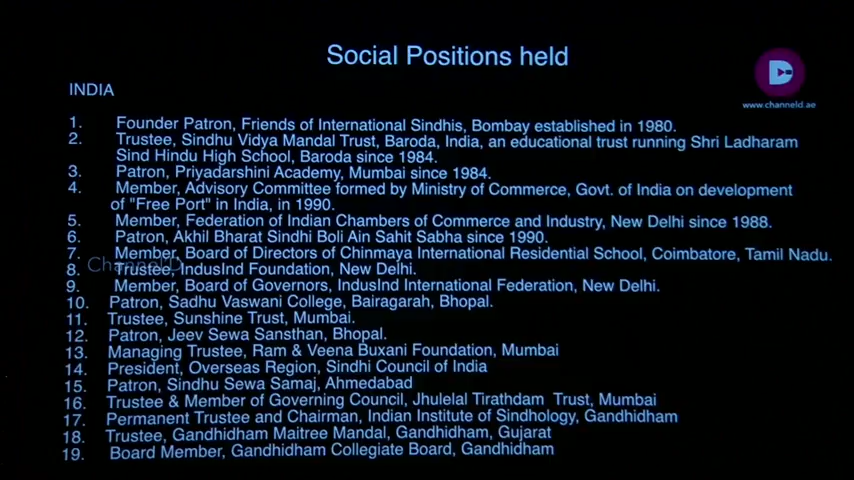 Social Positions held
www.channeld.ae
INDIA
1. Founder Patron, Friends of International Sindhis, Bombay established in 1980.
2. Trustee, Sindhu Vidya Mandal Trust, Baroda, India, an educational trust running Shri Ladharam
Sind Hindu High School, Baroda since 1984.
3. Patron, Priyadarshini Academy, Mumbai since 1984.
4. Member, Advisory Committee formed by Ministry of Commerce, Govt. of India on development
of "Free Port" in India, in 1990.
5. Member, Federation of Indian Chambers of Commerce and Industry, New Delhi since 1988.
6. Patron, Akhil Bharat Sindhi Boli Ain Sahit Sabha since 1990.
7. Member, Board of Directors of Chinmaya International Residential School, Coimbatore, Tamil Nadu.
Channel D
8. Trustee, IndusInd Foundation, New Delhi.
9. Member, Board of Governors, IndusInd International Federation, New Delhi.
10. Patron, Sadhu Vaswani College, Bairagarah, Bhopal.
11. Trustee, Sunshine Trust, Mumbai.
12. Patron, Jeev Sewa Sansthan, Bhopal.
13. Managing Trustee, Ram & Veena Buxani Foundation, Mumbai
14. President, Overseas Region, Sindhi Council of India
15. Patron, Sindhu Sewa Samaj, Ahmedabad
16. Trustee & Member of Governing Council, Jhulelal Tirathdam Trust, Mumbai
17. Permanent Trustee and Chairman, Indian Institute of Sindhology, Gandhidham
18. Trustee, Gandhidham Maitree Mandal, Gandhidham, Gujarat
19. Board Member, Gandhidham Collegiate Board, Gandhidham